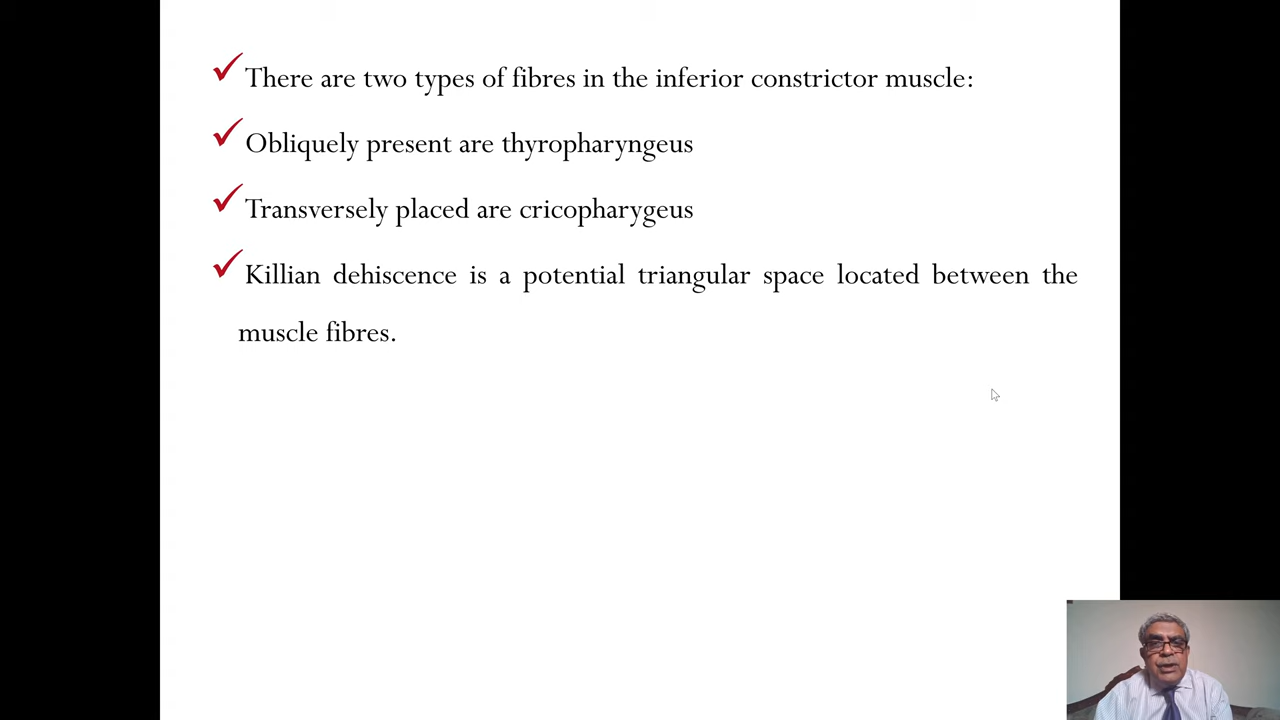 There are two types of fibres in the inferior constrictor muscle:
Obliquely present are thyropharyngeus
Transversely placed are cricopharygeus
Killian dehiscence is a potential triangular space located between the
muscle fibres.